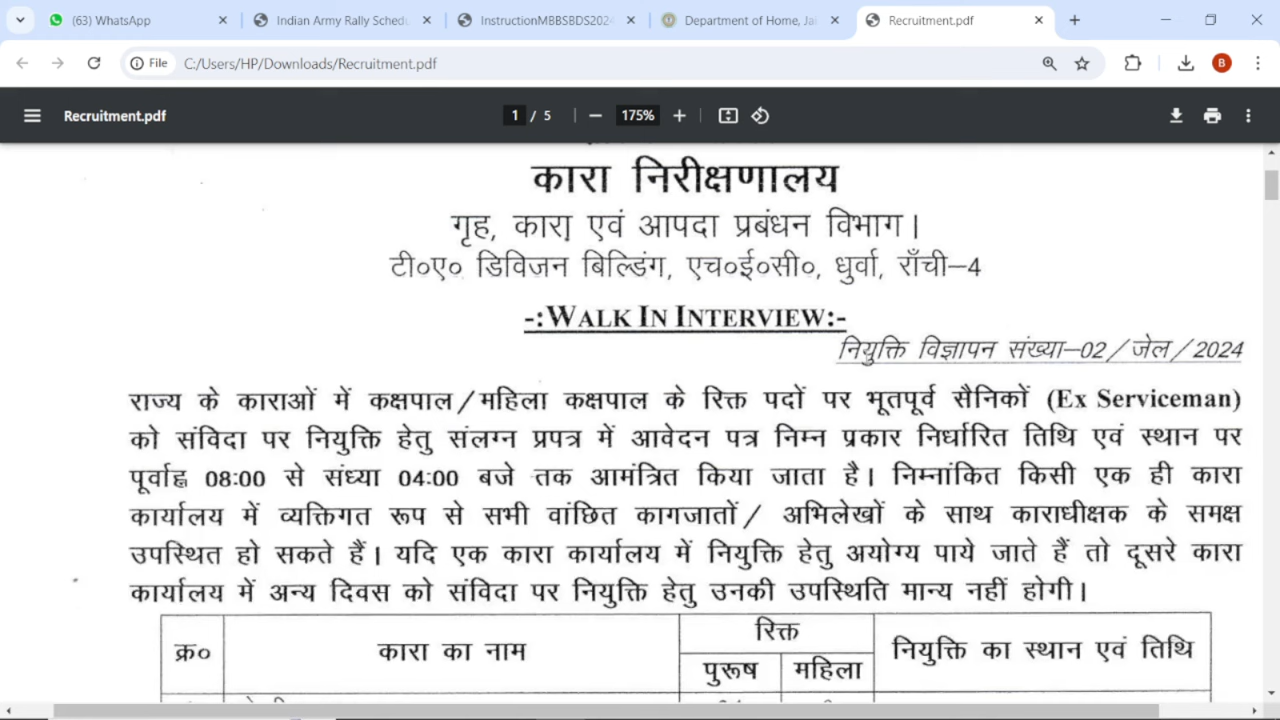 (63) WhatsApp
Indian Army Rally Schedu
InstructionMBBSBDS2024
Department of Home, Jai
Recruitment.pdf
File
C:/Users/HP/Downloads/Recruitment.pdf
B
Recruitment.pdf
1 / 5
175%
कारा निरीक्षणालय
गृह, कारा एवं आपदा प्रबंधन विभाग।
टी०ए० डिविजन बिल्डिंग, एच०ई०सी०, धुर्वा, राँची–4
-:WALK IN INTERVIEW:-
नियुक्ति विज्ञापन संख्या–02/जेल/2024
राज्य के काराओं में कक्षपाल/महिला कक्षपाल के रिक्त पदों पर भूतपूर्व सैनिकों (Ex Serviceman)
को संविदा पर नियुक्ति हेतु संलग्न प्रपत्र में आवेदन पत्र निम्न प्रकार निर्धारित तिथि एवं स्थान पर
पूर्वाह्न 08:00 से संध्या 04:00 बजे तक आमंत्रित किया जाता है। निम्नांकित किसी एक ही कारा
कार्यालय में व्यक्तिगत रूप से सभी वांछित कागजातों/ अभिलेखों के साथ काराधीक्षक के समक्ष
उपस्थित हो सकते हैं। यदि एक कारा कार्यालय में नियुक्ति हेतु अयोग्य पाये जाते हैं तो दूसरे कारा
कार्यालय में अन्य दिवस को संविदा पर नियुक्ति हेतु उनकी उपस्थिति मान्य नहीं होगी।
क्र०
कारा का नाम
रिक्त
नियुक्ति का स्थान एवं तिथि
पुरूष
महिला